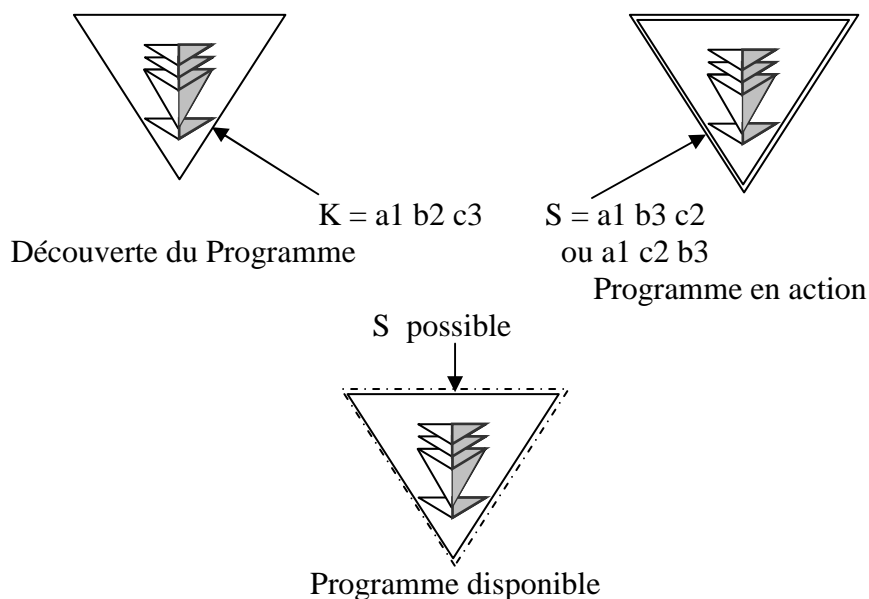 K = a1 b2 c3
Découverte du Programme
S = a1 b3 c2
ou a1 c2 b3
Programme en action
S possible
Programme disponible